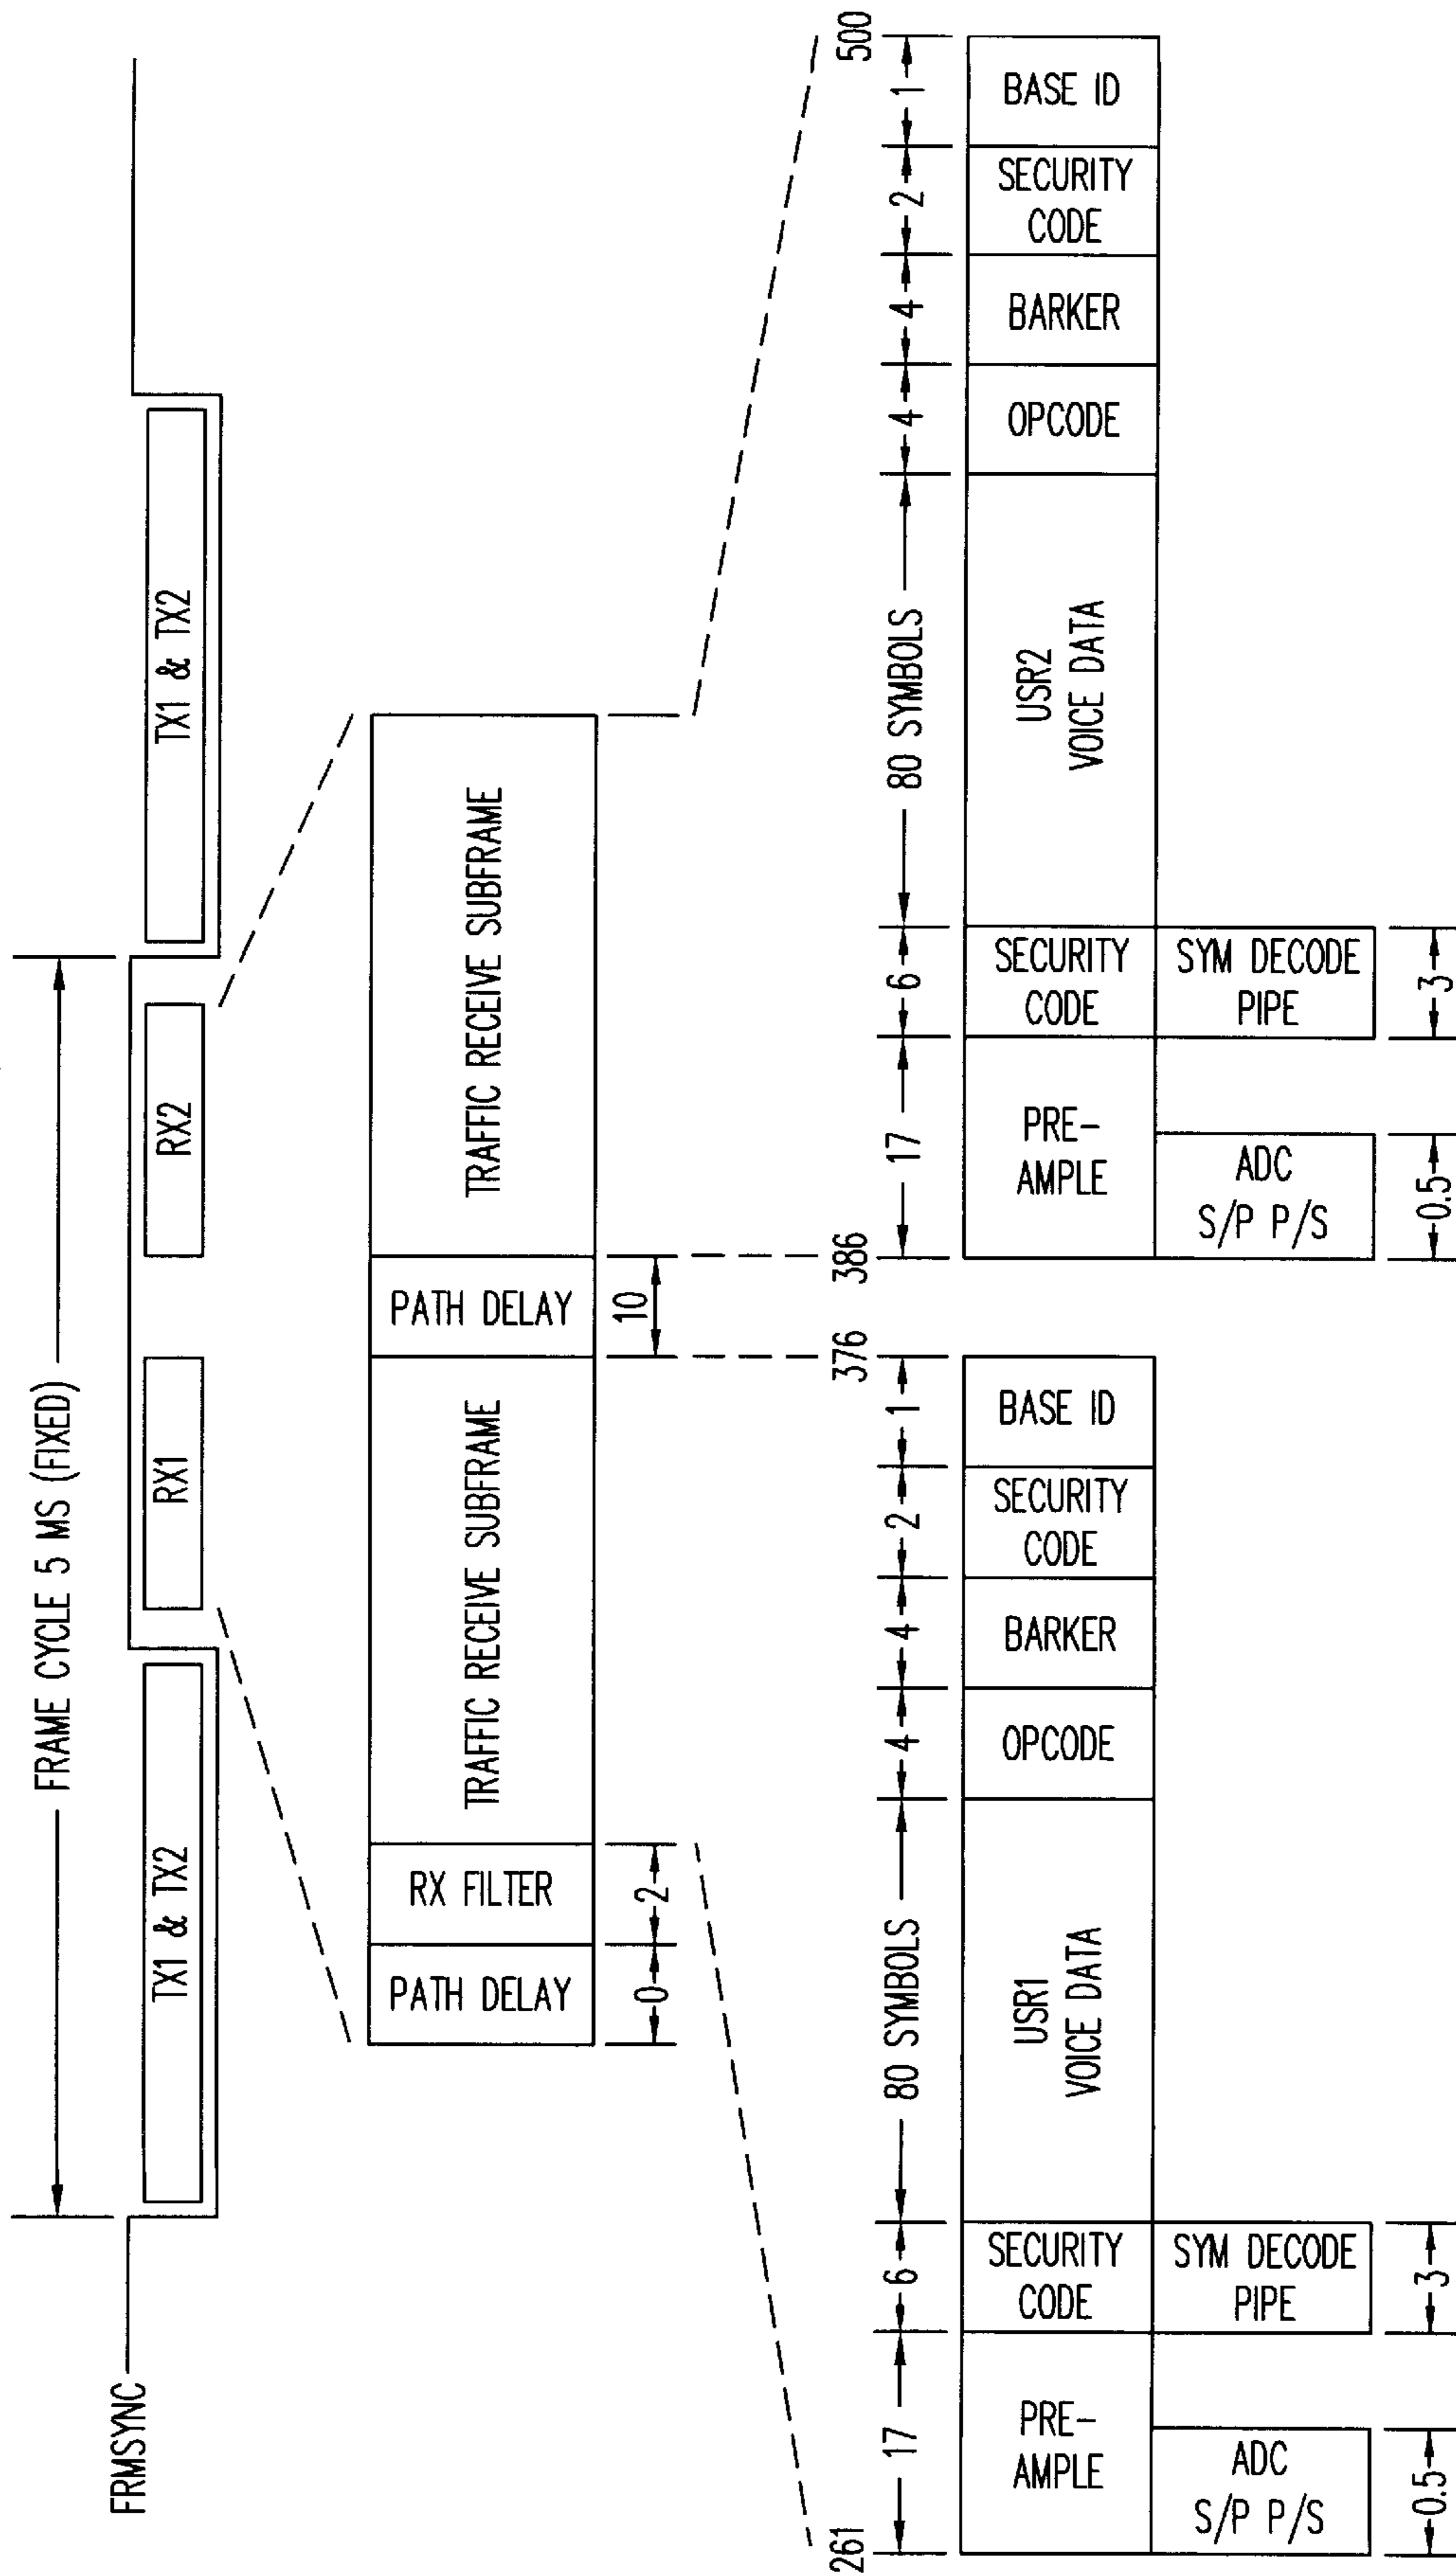 FRAME CYCLE 5 MS (FIXED)
FRMSYNC
TX1 & TX2
RX1
RX2
TX1 & TX2
PATH DELAY
RX FILTER
TRAFFIC RECEIVE SUBFRAME
PATH DELAY
TRAFFIC RECEIVE SUBFRAME
0
2
10
261
376
386
500
17
6
80 SYMBOLS
4
4
2
1
17
6
80 SYMBOLS
4
4
2
1
PRE-
AMPLE
SECURITY
CODE
USR1
VOICE DATA
OPCODE
BARKER
SECURITY
CODE
BASE ID
PRE-
AMPLE
SECURITY
CODE
USR2
VOICE DATA
OPCODE
BARKER
SECURITY
CODE
BASE ID
ADC
S/P P/S
SYM DECODE
PIPE
ADC
S/P P/S
SYM DECODE
PIPE
0.5
3
0.5
3